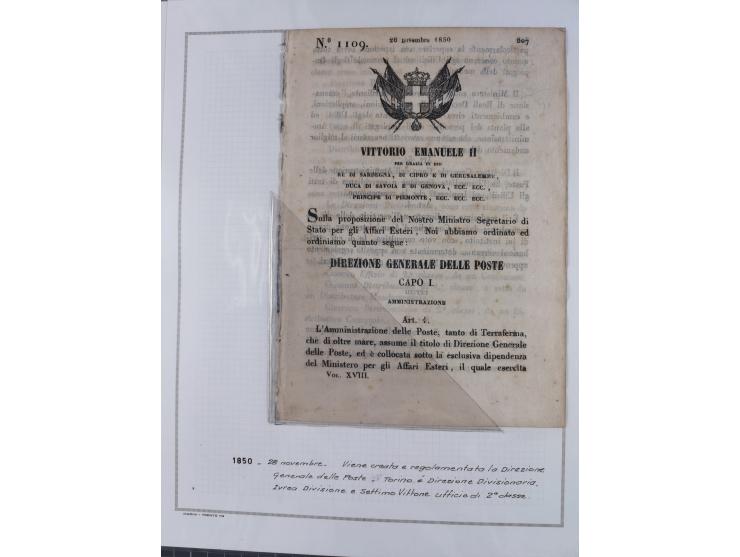 N.º 1109.
28 novembre 1850
807
VITTORIO EMANUELE II
PER GRAZIA DI DIO
RE DI SARDEGNA, DI CIPRO E DI GERUSALEMME,
DUCA DI SAVOIA E DI GENOVA, ECC. ECC.,
PRINCIPE DI PIEMONTE, ECC. ECC. ECC.
Sulla proposizione del Nostro Ministro Segretario di
Stato per gli Affari Esteri, Noi abbiamo ordinato ed
ordiniamo quanto segue:
DIREZIONE GENERALE DELLE POSTE
CAPO I.
AMMINISTRAZIONE
Art. 1.
L'Amministrazione delle Poste, tanto di Terraferma,
che di oltre mare, assume il titolo di Direzione Generale
delle Poste, ed è collocata sotto la esclusiva dipendenza
del Ministero per gli Affari Esteri, il quale esercita
VOL. XVIII.
1850 - 28 novembre. Viene creata e regolamentata la Direzione
Generale delle Poste. Torino è Direzione Divisionaria,
Ivrea Divisione e Settimo Vittone ufficio di 2ª classe.